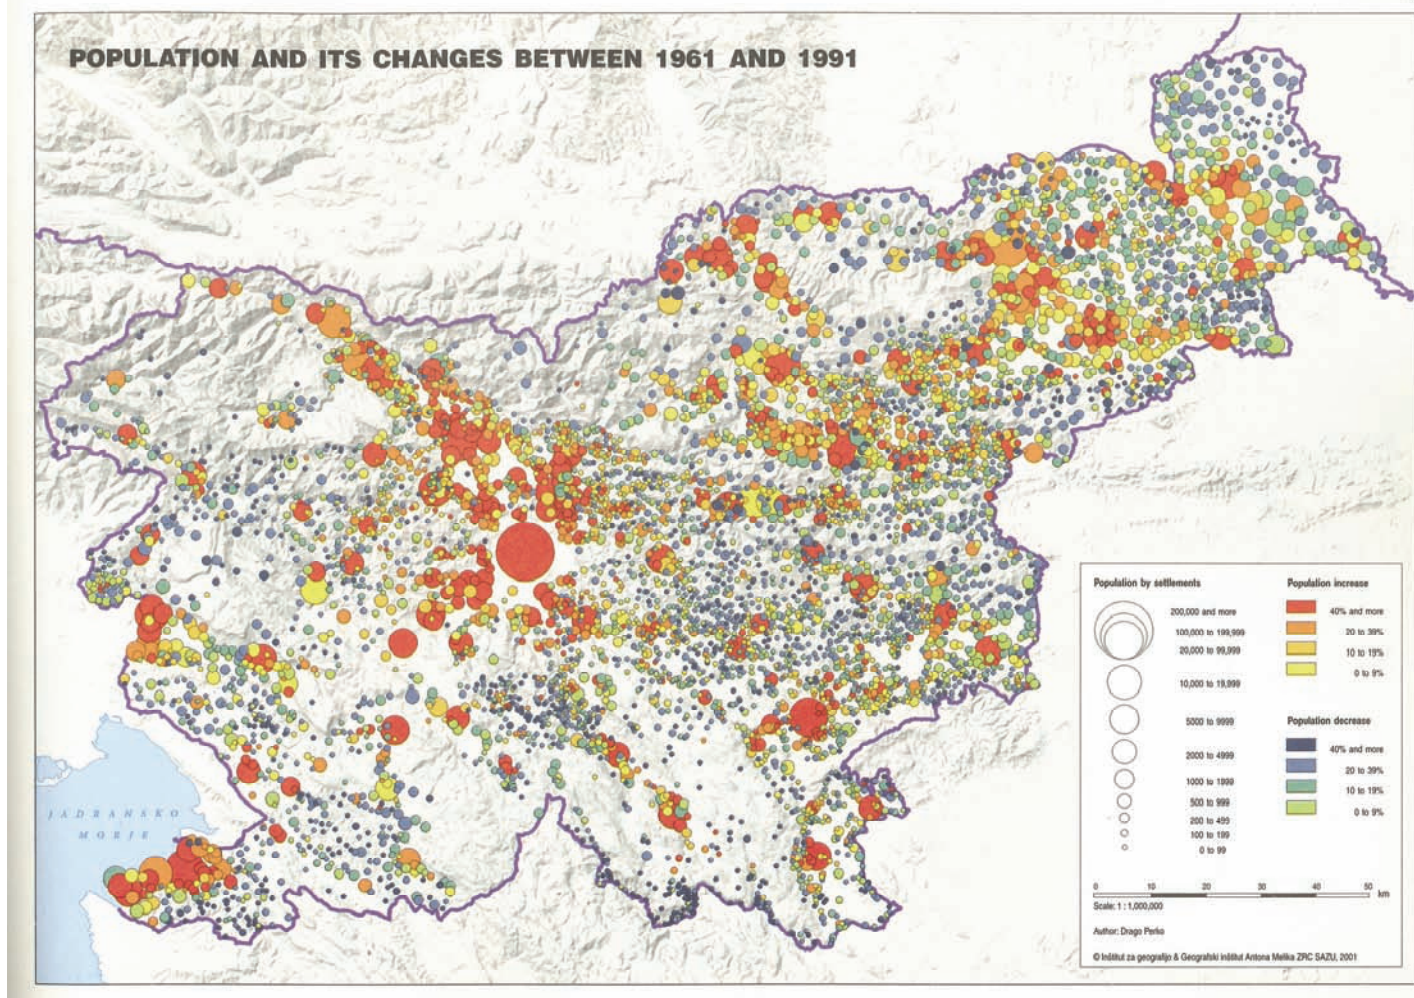 POPULATION AND ITS CHANGES BETWEEN 1961 AND 1991
JADRANSKO
MORJE
Population by settlements
200,000 and more
100,000 to 199,999
20,000 to 99,999
10,000 to 19,999
5000 to 9999
2000 to 4999
1000 to 1999
500 to 999
200 to 499
100 to 199
0 to 99
Population increase
40% and more
20 to 39%
10 to 19%
0 to 9%
Population decrease
40% and more
20 to 39%
10 to 19%
0 to 9%
0 10 20 30 40 50 km
Scale: 1 : 1,000,000
Author: Drago Perko
© Inštitut za geografijo & Geografski inštitut Antona Melika ZRC SAZU, 2001